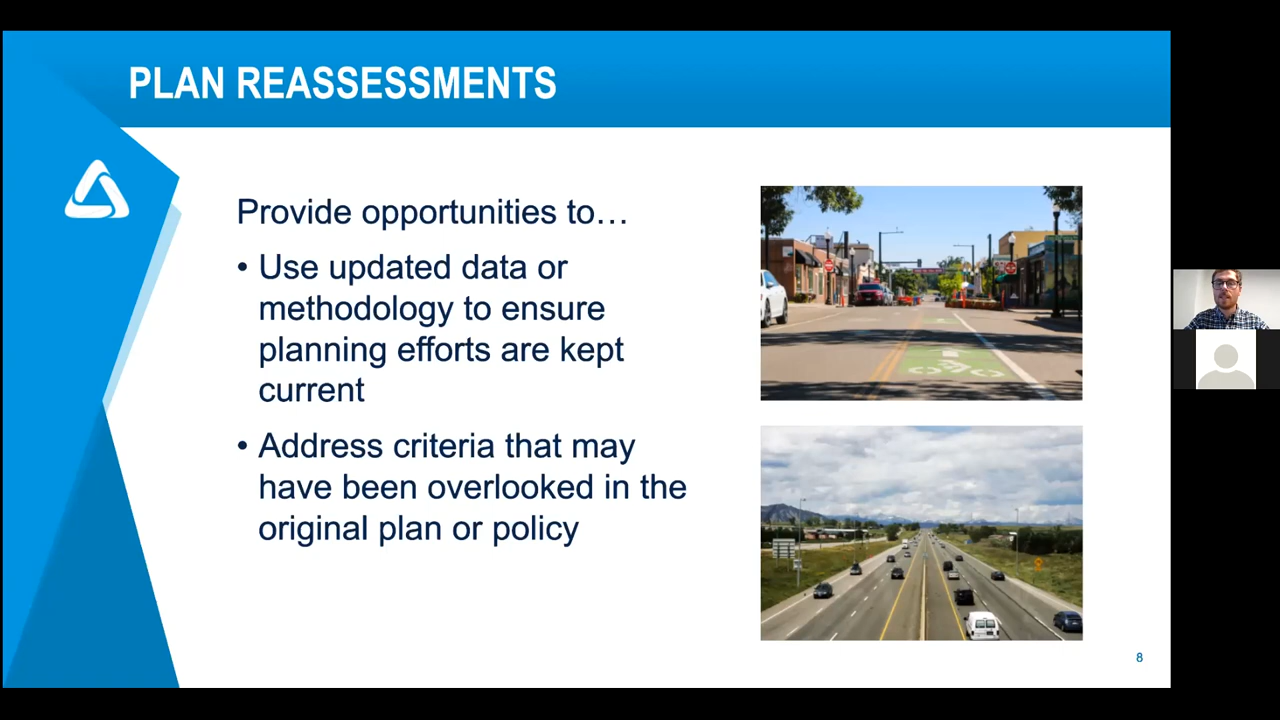 PLAN REASSESSMENTS
Provide opportunities to…
• Use updated data or
methodology to ensure
planning efforts are kept
current
• Address criteria that may
have been overlooked in the
original plan or policy
8